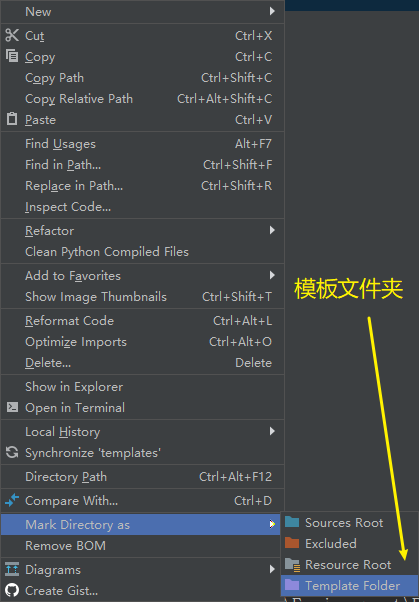 New
Cut Ctrl+X
Copy Ctrl+C
Copy Path Ctrl+Shift+C
Copy Relative Path Ctrl+Alt+Shift+C
Paste Ctrl+V
Find Usages Alt+F7
Find in Path... Ctrl+Shift+F
Replace in Path... Ctrl+Shift+R
Inspect Code...
Refactor
Clean Python Compiled Files
Add to Favorites
Show Image Thumbnails Ctrl+Shift+T
模板文件夹
Reformat Code Ctrl+Alt+L
Optimize Imports Ctrl+Alt+O
Delete... Delete
Show in Explorer
Open in Terminal
Local History
Synchronize 'templates'
Directory Path Ctrl+Alt+F12
Compare With... Ctrl+D
Mark Directory as
Remove BOM
Diagrams
Create Gist...
Sources Root
Excluded
Resource Root
Template Folder